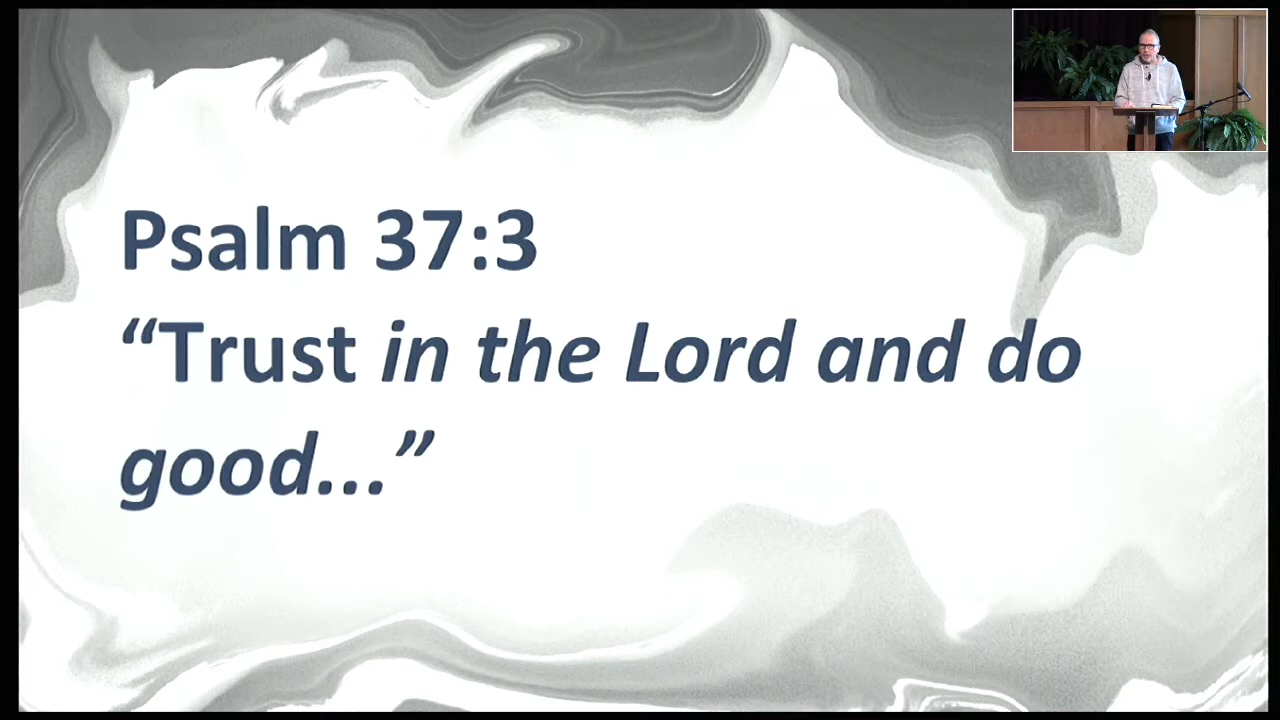 Psalm 37:3
“Trust in the Lord and do
good...”